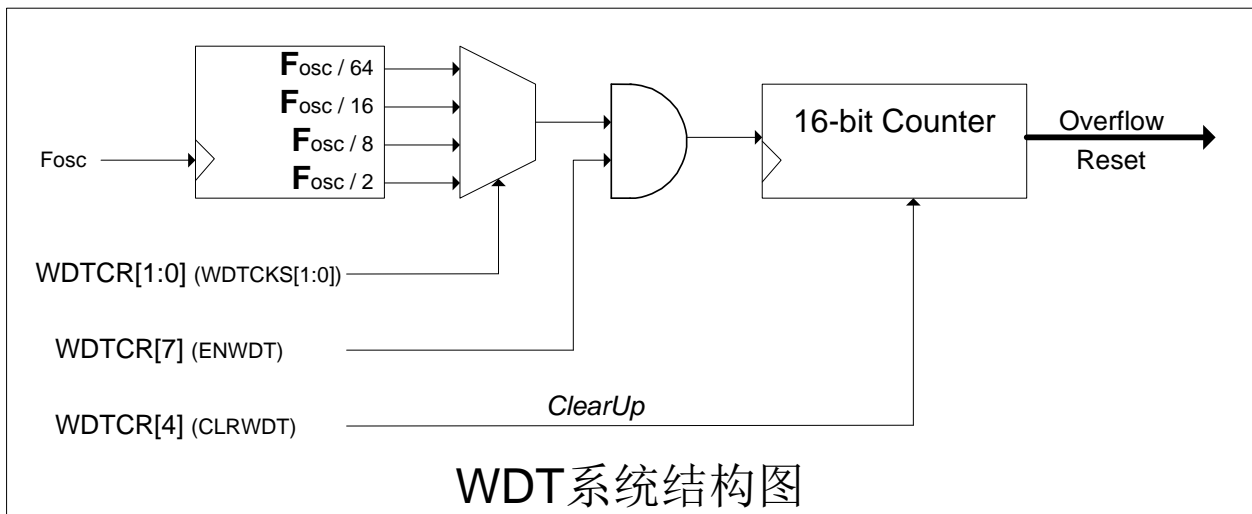 Fosc / 64
Fosc / 16
Fosc / 8
Fosc / 2
Fosc
16-bit Counter
Overflow
Reset
WDTCR[1:0] (WDTCKS[1:0])
WDTCR[7] (ENWDT)
WDTCR[4] (CLRWDT)
ClearUp
WDT系统结构图